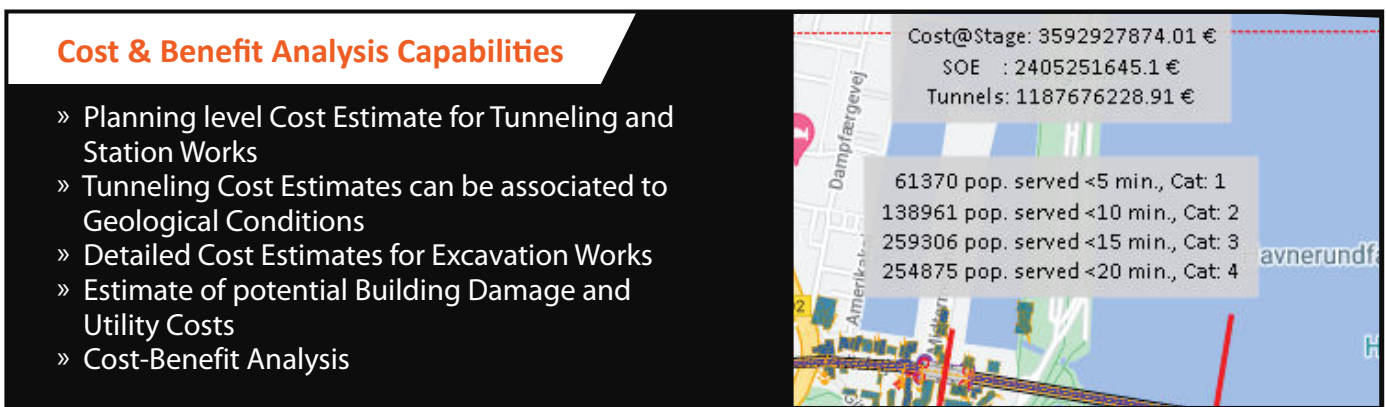 Cost & Benefit Analysis Capabilities
» Planning level Cost Estimate for Tunneling and
Station Works
» Tunneling Cost Estimates can be associated to
Geological Conditions
» Detailed Cost Estimates for Excavation Works
» Estimate of potential Building Damage and
Utility Costs
» Cost-Benefit Analysis
Cost@Stage: 3592927874.01 €
SOE : 2405251645.1 €
Tunnels: 1187676228.91 €
Dampfærgevej
61370 pop. served <5 min., Cat: 1
138961 pop. served <10 min., Cat: 2
259306 pop. served <15 min., Cat: 3
254875 pop. served <20 min., Cat: 4
avnerundfa
H